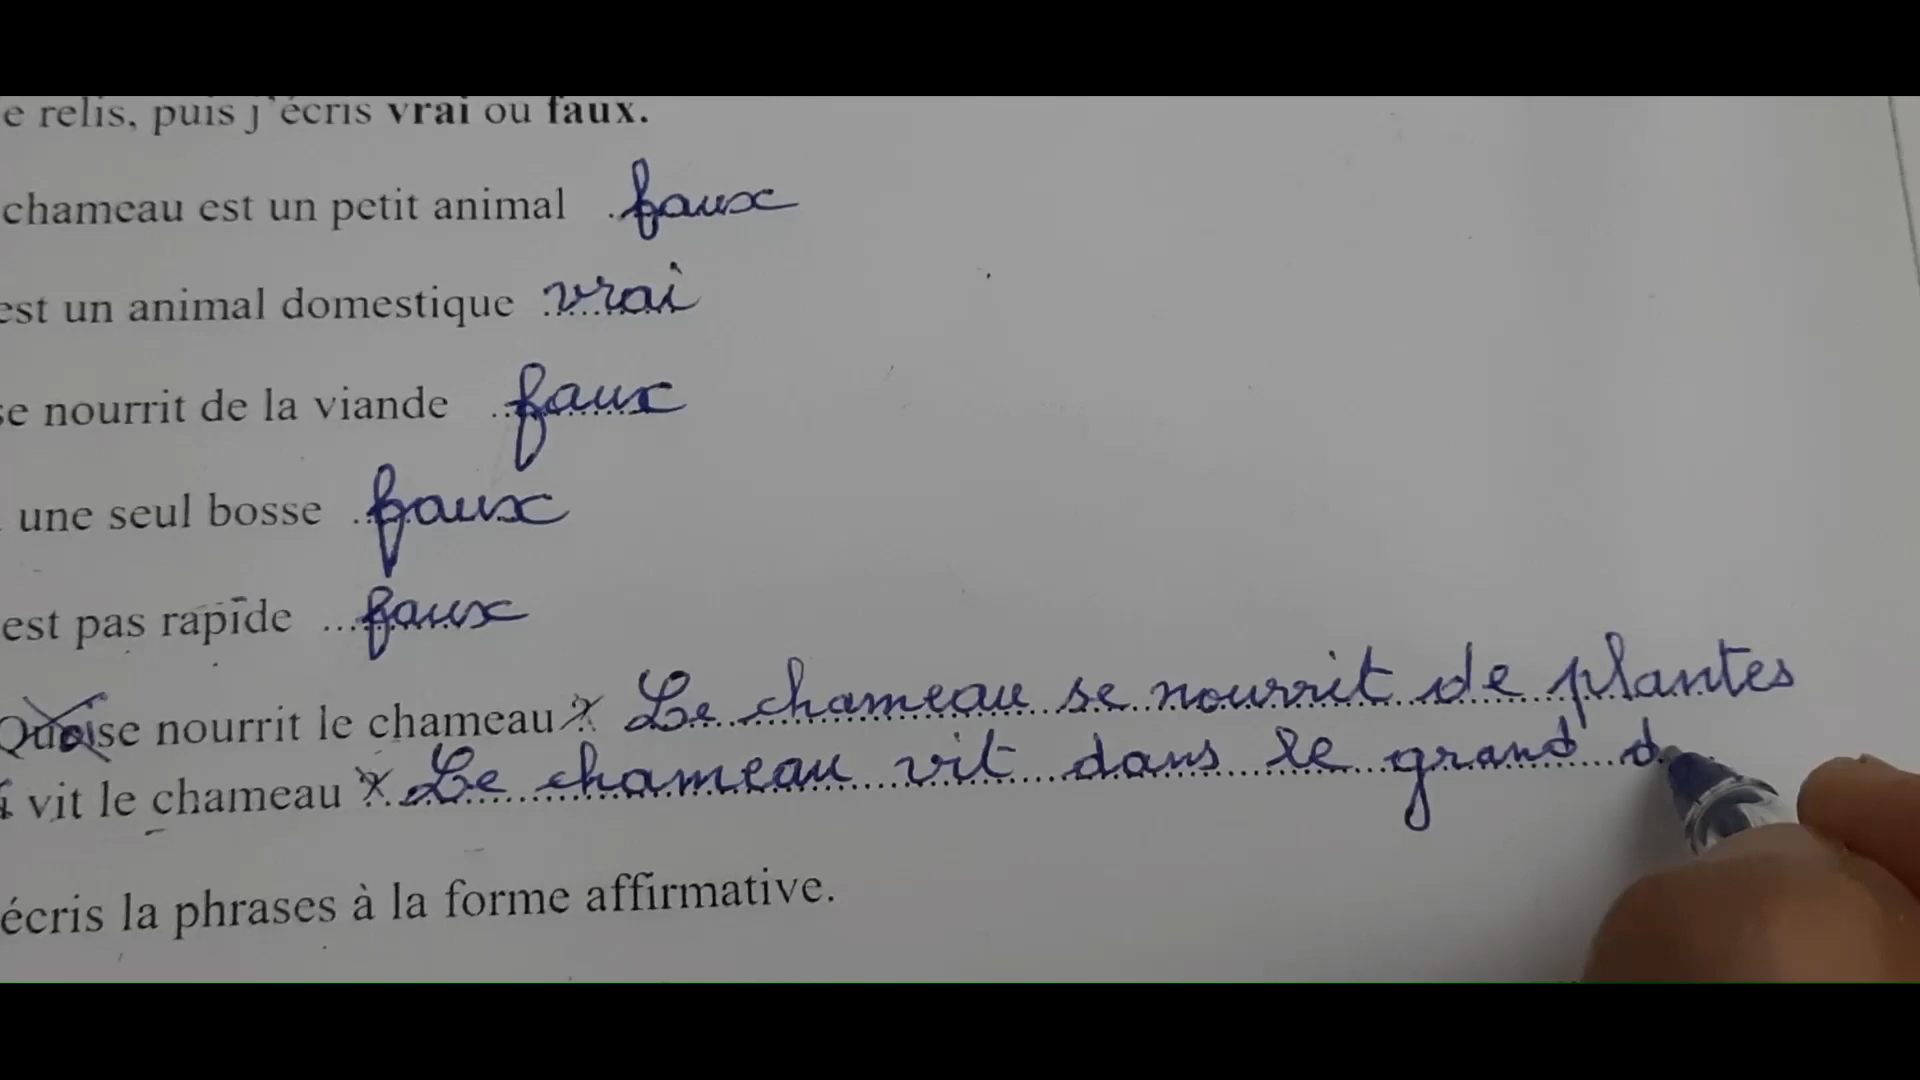 e relis, puis j'écris vrai ou faux.
chameau est un petit animal ..faux
est un animal domestique ..vrai
se nourrit de la viande ..faux
une seul bosse ..faux
est pas rapide ...faux
Quoi se nourrit le chameau ? Le chameau se nourrit de plantes
vit le chameau ? Le chameau vit dans le grand d
écris la phrases à la forme affirmative.